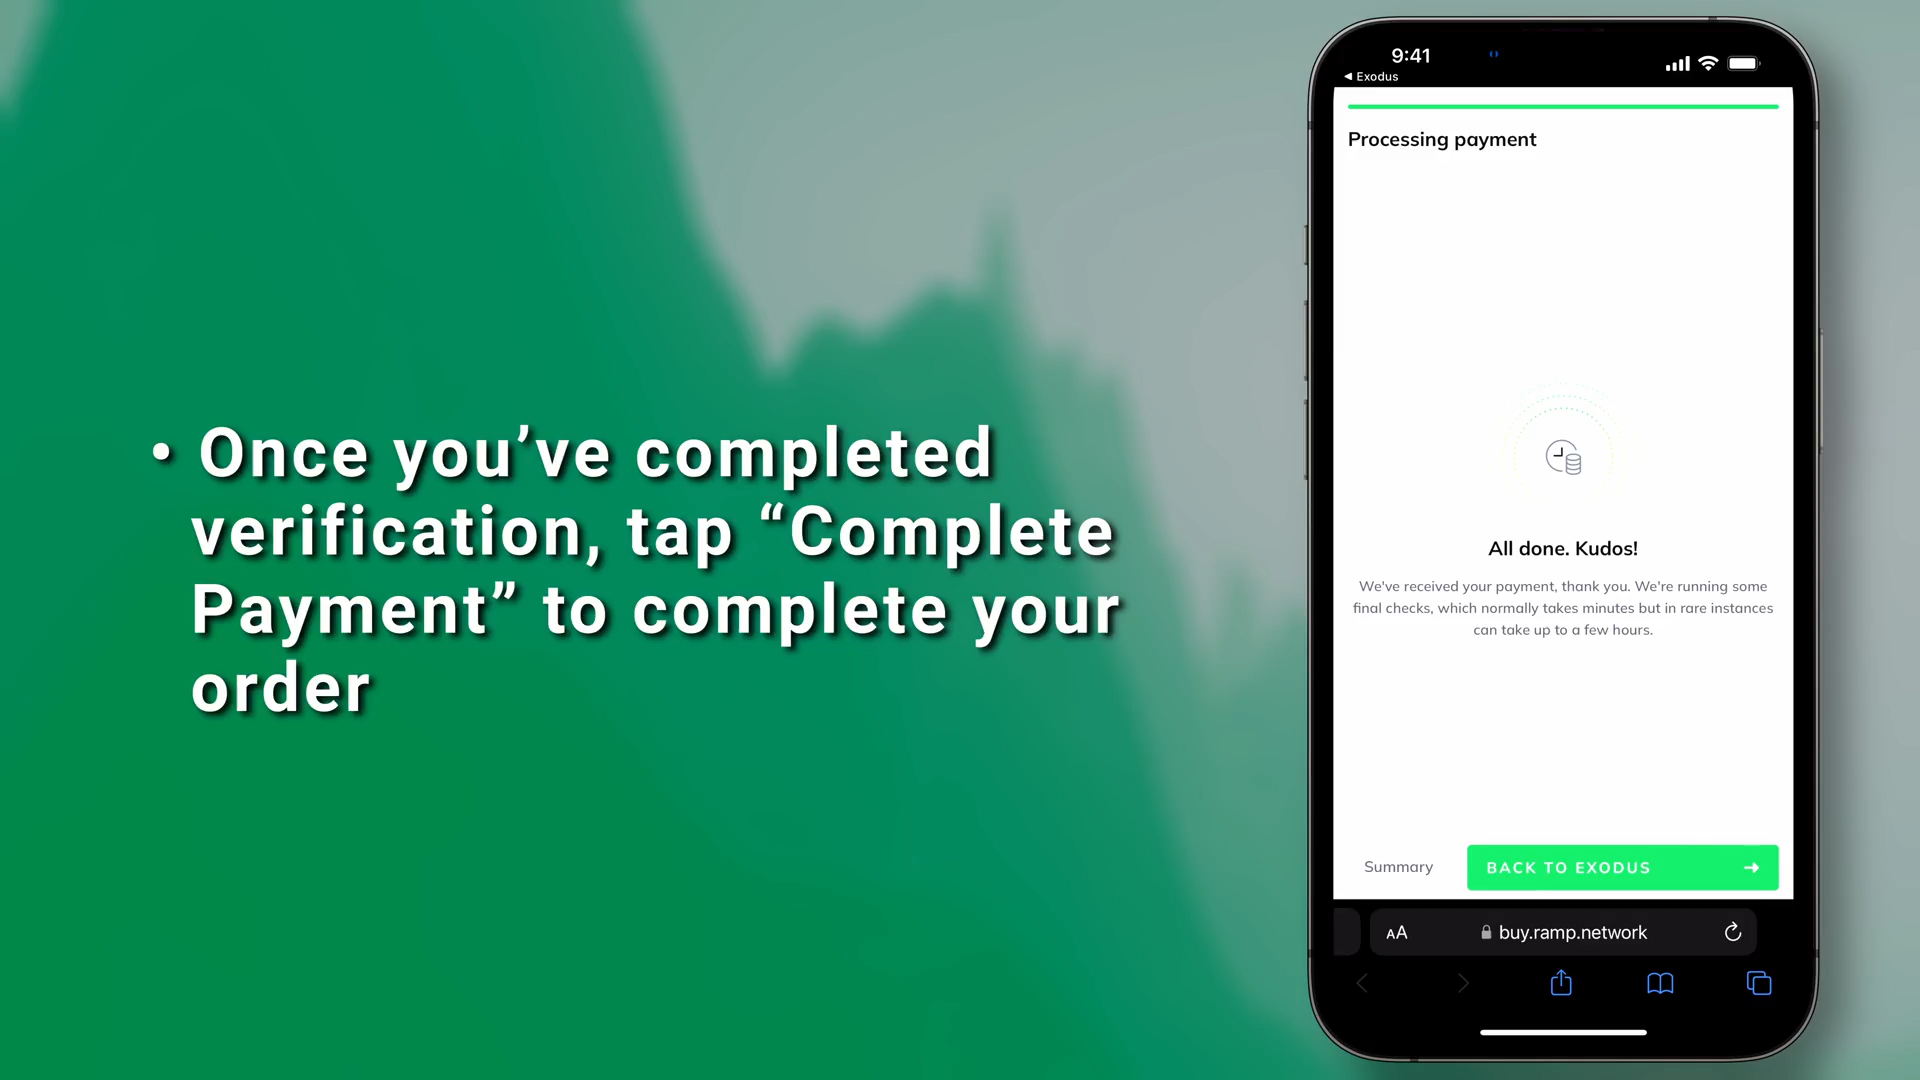 • Once you’ve completed
verification, tap “Complete
Payment” to complete your
order
9:41
◀ Exodus
Processing payment
All done. Kudos!
We've received your payment, thank you. We're running some
final checks, which normally takes minutes but in rare instances
can take up to a few hours.
Summary
BACK TO EXODUS
AA
buy.ramp.network